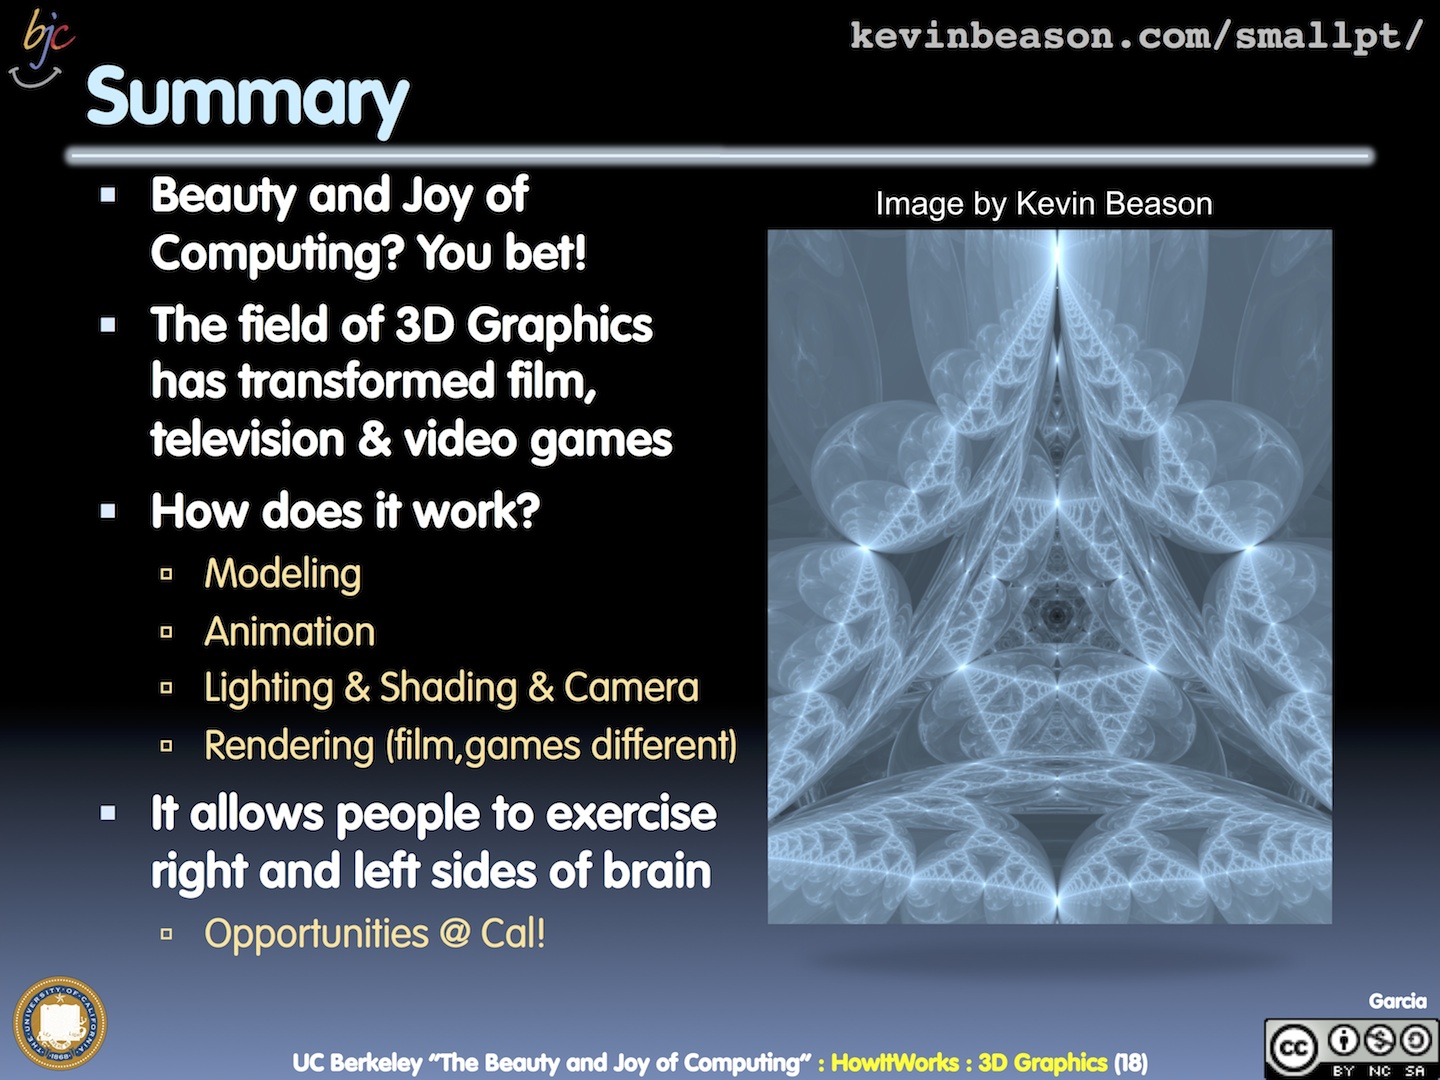 bjc
kevinbeason.com/smallpt/
Summary
Beauty and Joy of
Computing? You bet!
The field of 3D Graphics
has transformed film,
television & video games
How does it work?
Modeling
Animation
Lighting & Shading & Camera
Rendering (film,games different)
It allows people to exercise
right and left sides of brain
Opportunities @ Cal!
Image by Kevin Beason
THE·UNIVERSITY·OF·CALIFORNIA
·1868·
UC Berkeley “The Beauty and Joy of Computing” : HowItWorks : 3D Graphics (18)
Garcia
cc
BY NC SA